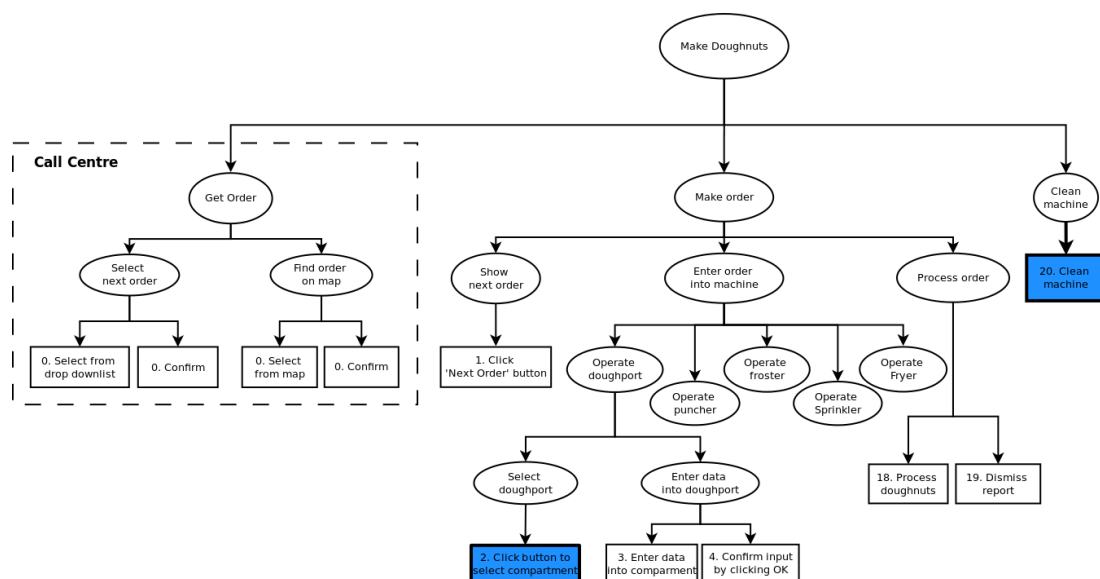 Make Doughnuts
Call Centre
Get Order
Make order
Clean
machine
Select
next order
Find order
on map
Show
next order
Enter order
into machine
Process order
20. Clean
machine
0. Select from
drop downlist
0. Confirm
0. Select
from map
0. Confirm
1. Click
'Next Order' button
Operate
doughport
Operate
puncher
Operate
froster
Operate
Sprinkler
Operate
Fryer
Select
doughport
Enter data
into doughport
18. Process
doughnuts
19. Dismiss
report
2. Click button to
select compartment
3. Enter data
into comparment
4. Confirm input
by clicking OK